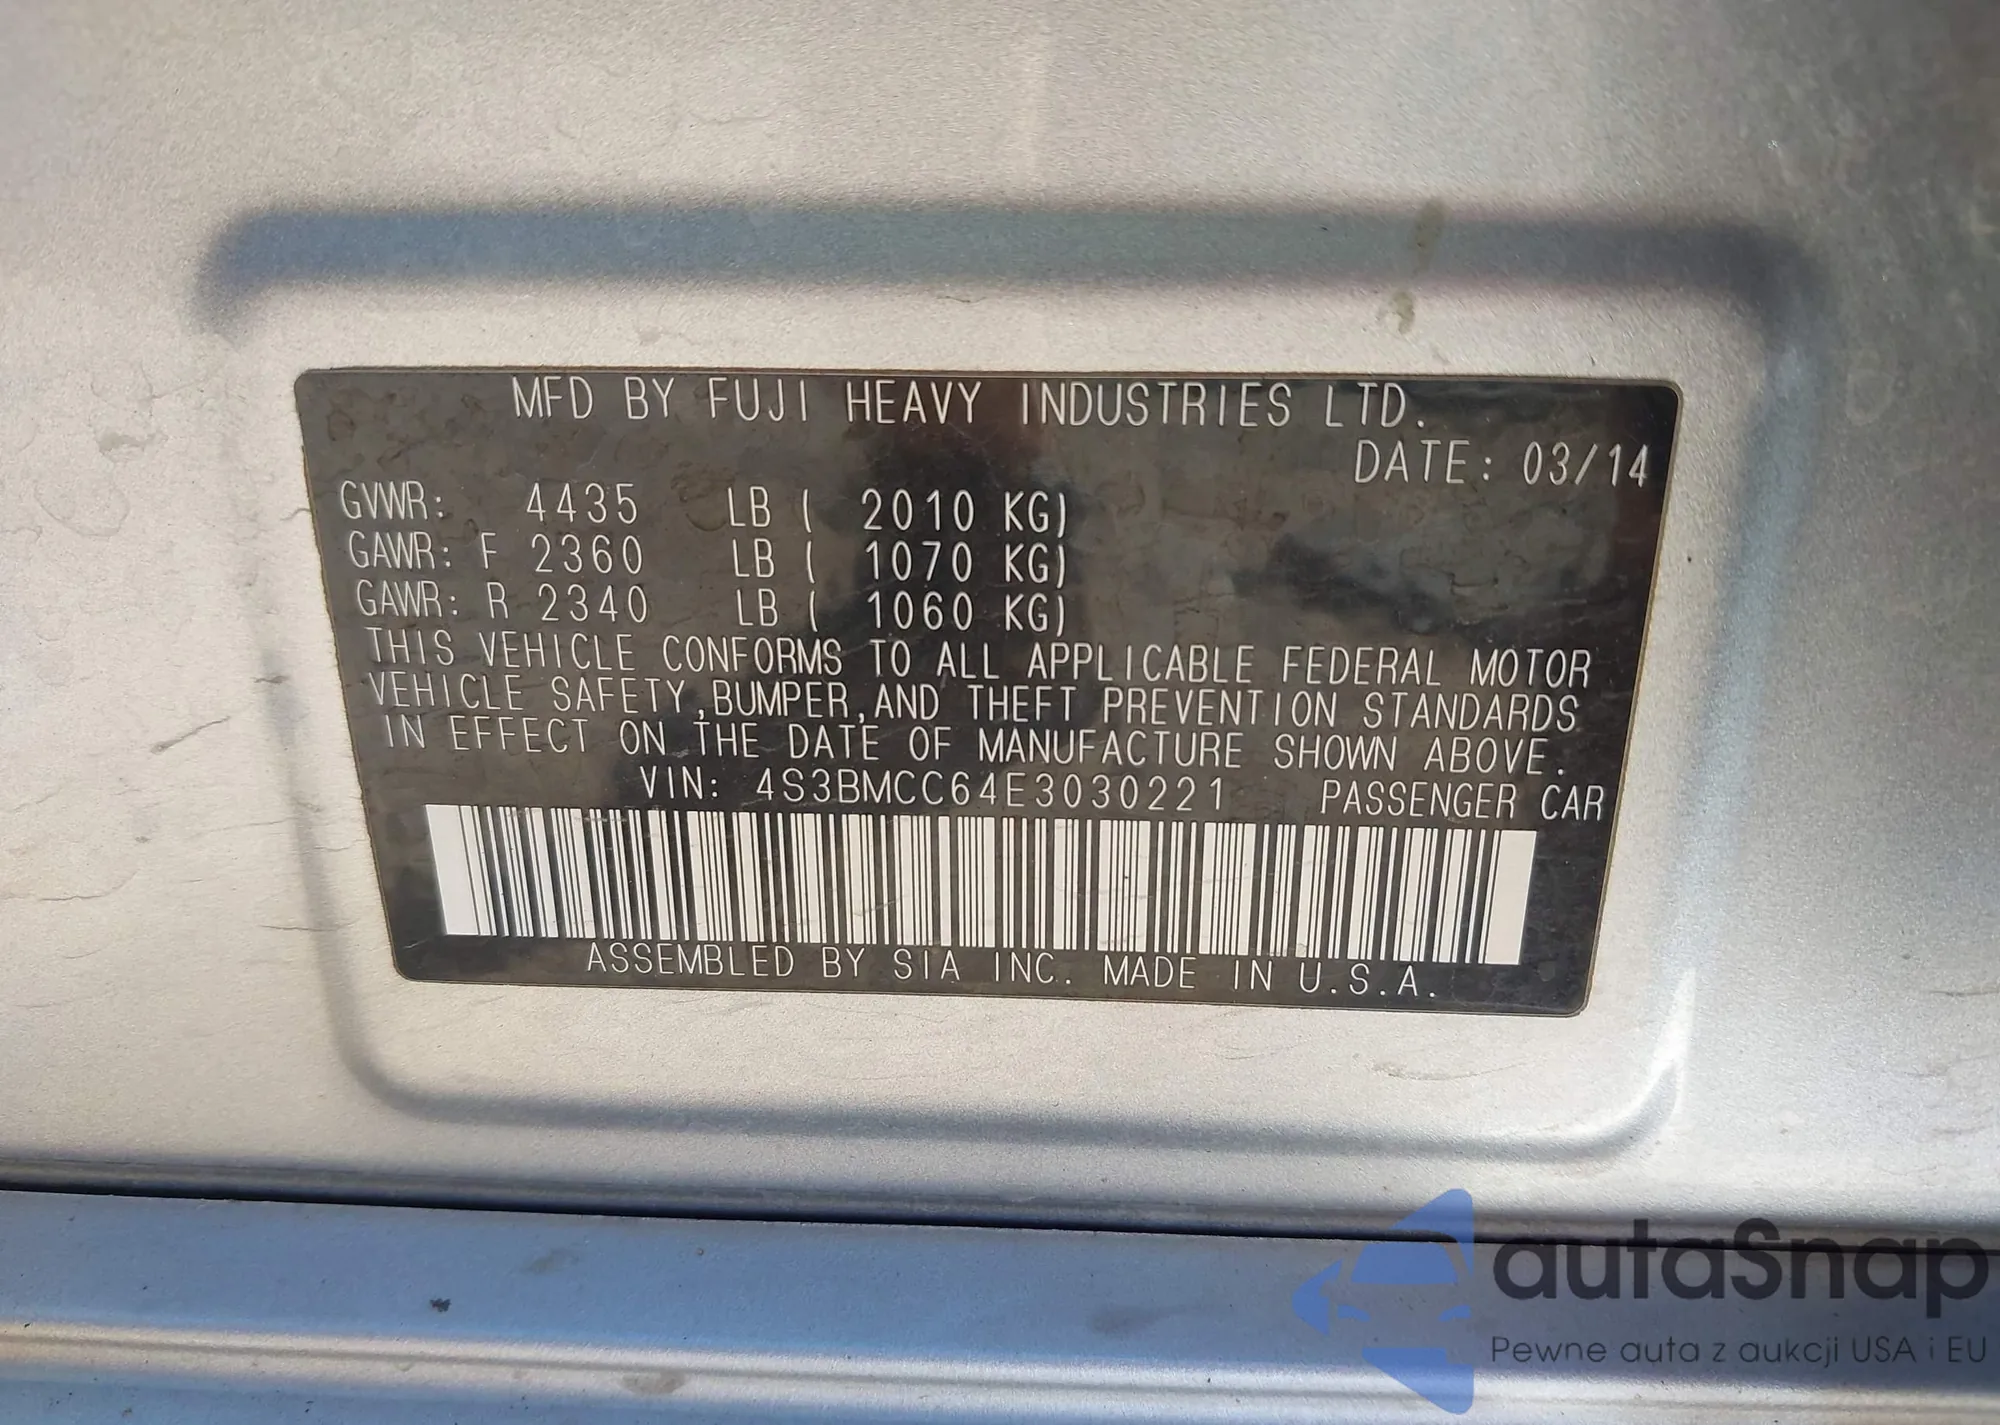 MFD BY FUJI HEAVY INDUSTRIES LTD.
DATE: 03/14
GVWR: 4435 LB ( 2010 KG)
GAWR: F 2360 LB ( 1070 KG)
GAWR: R 2340 LB ( 1060 KG)
THIS VEHICLE CONFORMS TO ALL APPLICABLE FEDERAL MOTOR
VEHICLE SAFETY,BUMPER,AND THEFT PREVENTION STANDARDS
IN EFFECT ON THE DATE OF MANUFACTURE SHOWN ABOVE.
VIN: 4S3BMCC64E3030221 PASSENGER CAR
ASSEMBLED BY SIA INC. MADE IN U.S.A.
autaSnap
Pewne auta z aukcji USA i EU